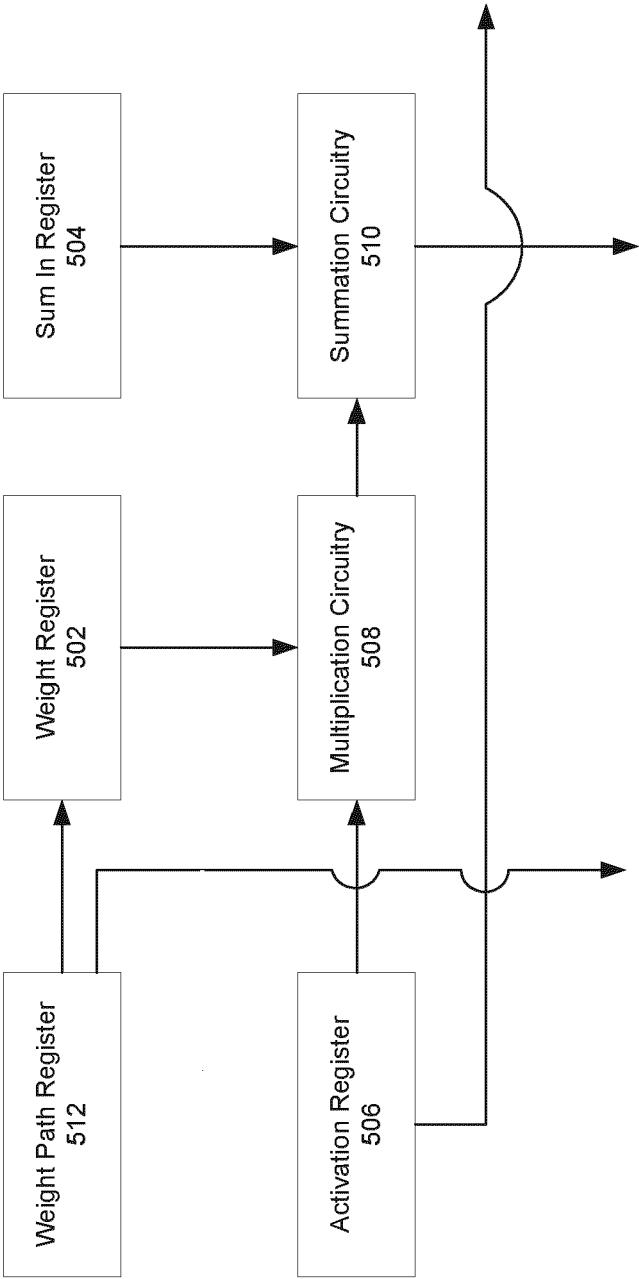 Weight Path Register
512
Weight Register
502
Sum In Register
504
Activation Register
506
Multiplication Circuitry
508
Summation Circuitry
510